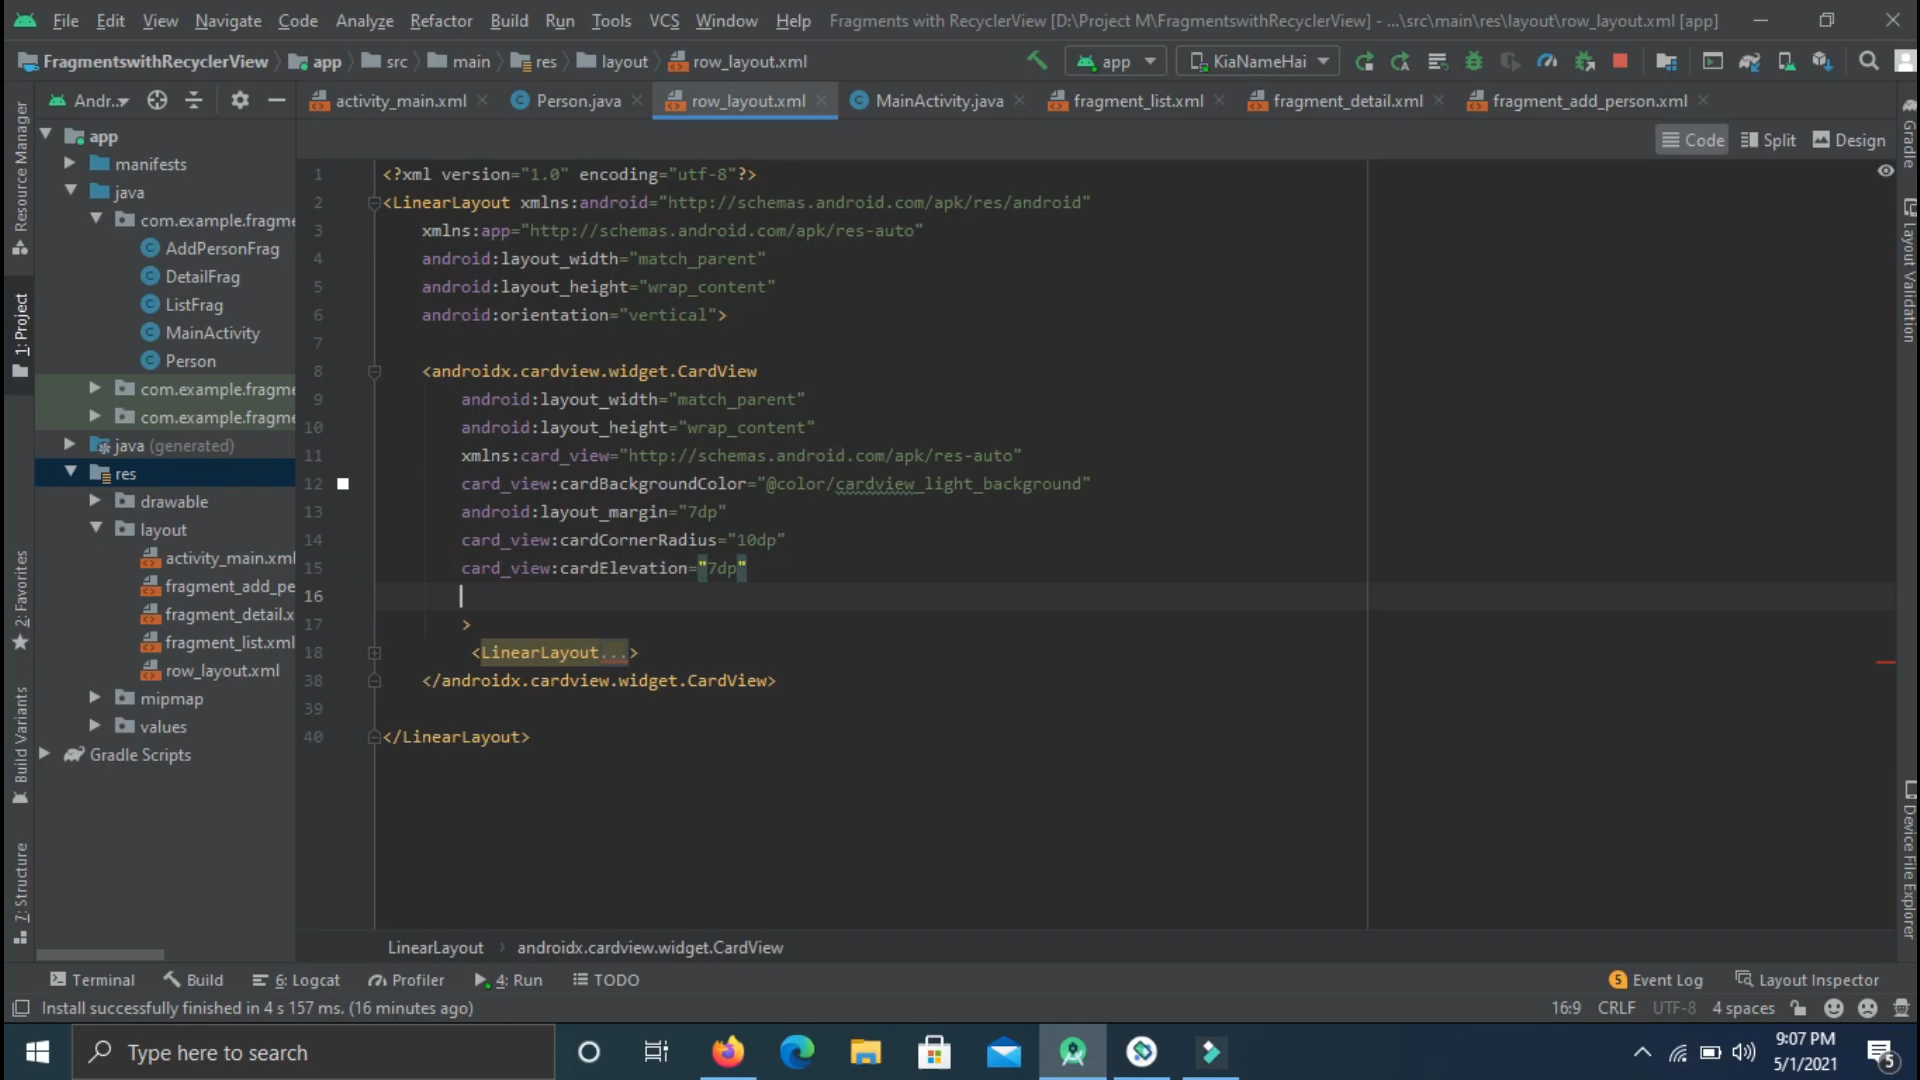 File Edit View Navigate Code Analyze Refactor Build Run Tools VCS Window Help Fragments with RecyclerView [D:\Project M\FragmentswithRecyclerView] - ...\src\main\res\layout\row_layout.xml [app]
FragmentswithRecyclerView app src main res layout row_layout.xml app KiaNameHai
Andr.. activity_main.xml Person.java row_layout.xml MainActivity.java fragment_list.xml fragment_detail.xml fragment_add_person.xml
Code Split Design
Resource Manager
1: Project
2: Favorites
Build Variants
7: Structure
app
manifests
java
com.example.fragme
AddPersonFrag
DetailFrag
ListFrag
MainActivity
Person
com.example.fragme
com.example.fragme
java (generated)
res
drawable
layout
activity_main.xml
fragment_add_pe
fragment_detail.x
fragment_list.xml
row_layout.xml
mipmap
values
Gradle Scripts
1 <?xml version="1.0" encoding="utf-8"?>
2 <LinearLayout xmlns:android="http://schemas.android.com/apk/res/android"
3 xmlns:app="http://schemas.android.com/apk/res-auto"
4 android:layout_width="match_parent"
5 android:layout_height="wrap_content"
6 android:orientation="vertical">
7
8 <androidx.cardview.widget.CardView
9 android:layout_width="match_parent"
10 android:layout_height="wrap_content"
11 xmlns:card_view="http://schemas.android.com/apk/res-auto"
12 card_view:cardBackgroundColor="@color/cardview_light_background"
13 android:layout_margin="7dp"
14 card_view:cardCornerRadius="10dp"
15 card_view:cardElevation="7dp"
16
17 >
18 <LinearLayout...>
38 </androidx.cardview.widget.CardView>
39
40 </LinearLayout>
Gradle
Layout Validation
Device File Explorer
LinearLayout androidx.cardview.widget.CardView
Terminal Build 6: Logcat Profiler 4: Run TODO 5 Event Log Layout Inspector
Install successfully finished in 4 s 157 ms. (16 minutes ago) 16:9 CRLF UTF-8 4 spaces
Type here to search
9:07 PM
5/1/2021
5